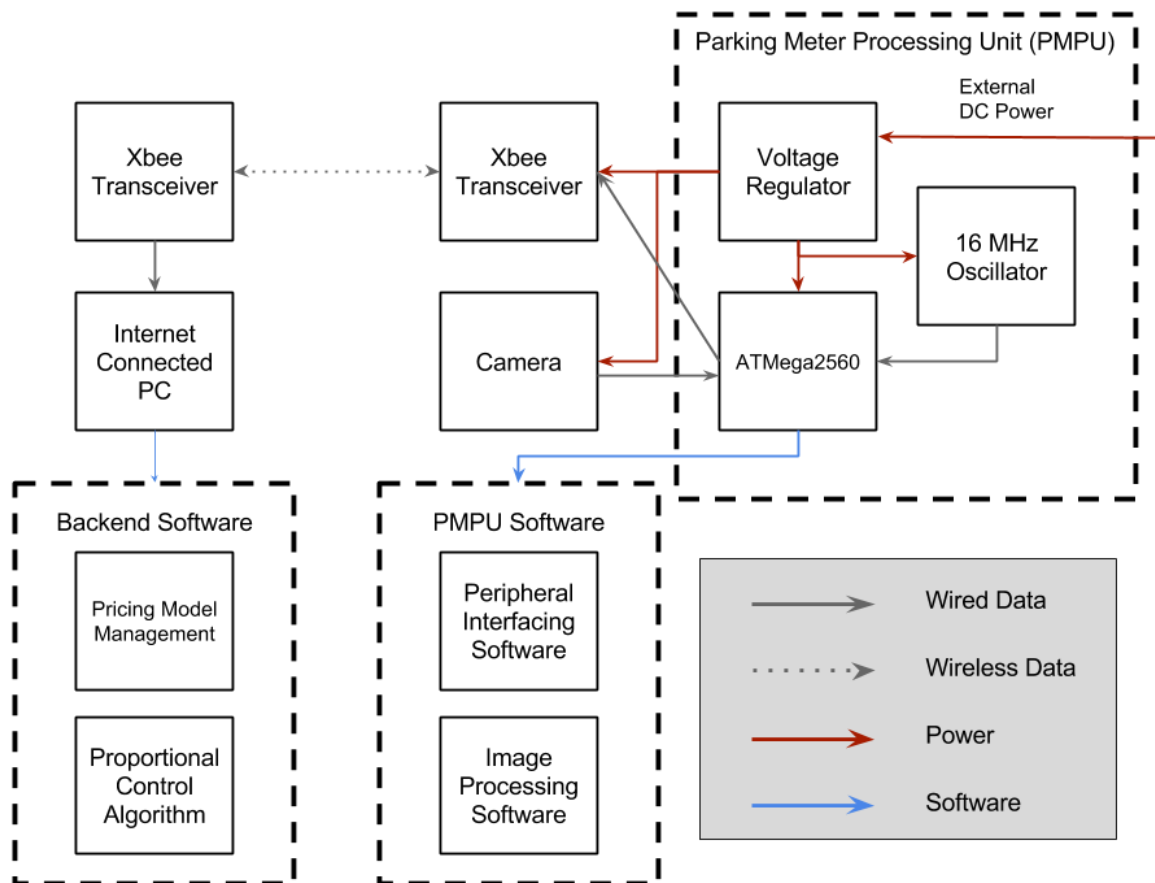 Parking Meter Processing Unit (PMPU)
External
DC Power
Xbee
Transceiver
Xbee
Transceiver
Voltage
Regulator
16 MHz
Oscillator
Internet
Connected
PC
Camera
ATMega2560
Backend Software
PMPU Software
Pricing Model
Management
Peripheral
Interfacing
Software
Proportional
Control
Algorithm
Image
Processing
Software
Wired Data
Wireless Data
Power
Software